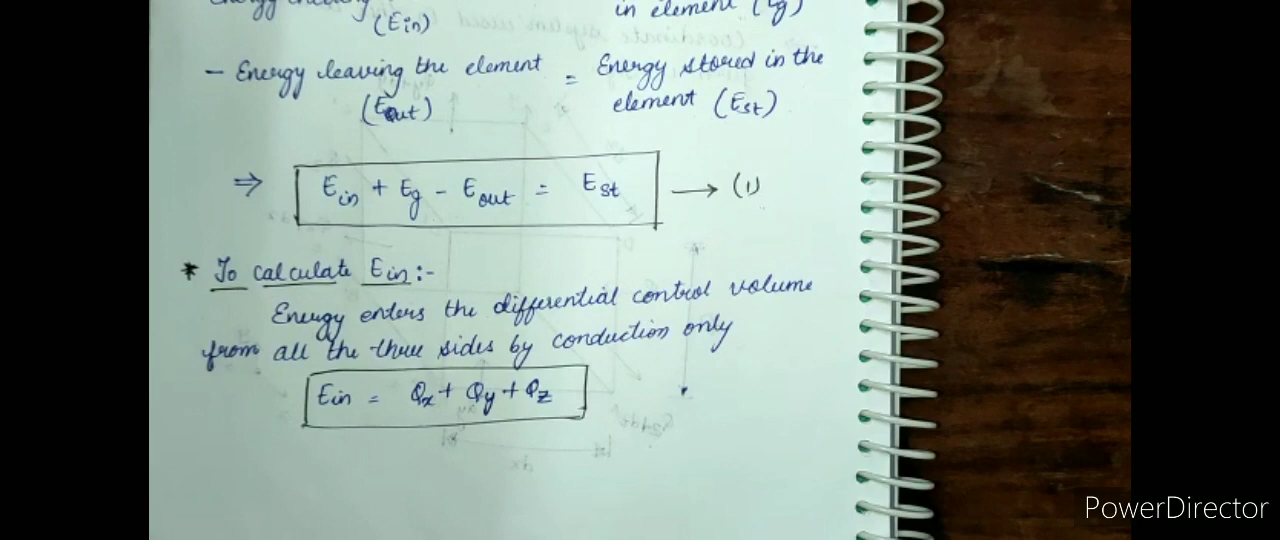 in element (Eg)
(Ein)
- Energy leaving the element = Energy stored in the
(Eout) element (Est)
⇒ Ein + Eg - Eout = Est → (1)
* To calculate Ein:-
Energy enters the differential control volume
from all the three sides by conduction only
Ein = Qx + Qy + Qz
PowerDirector